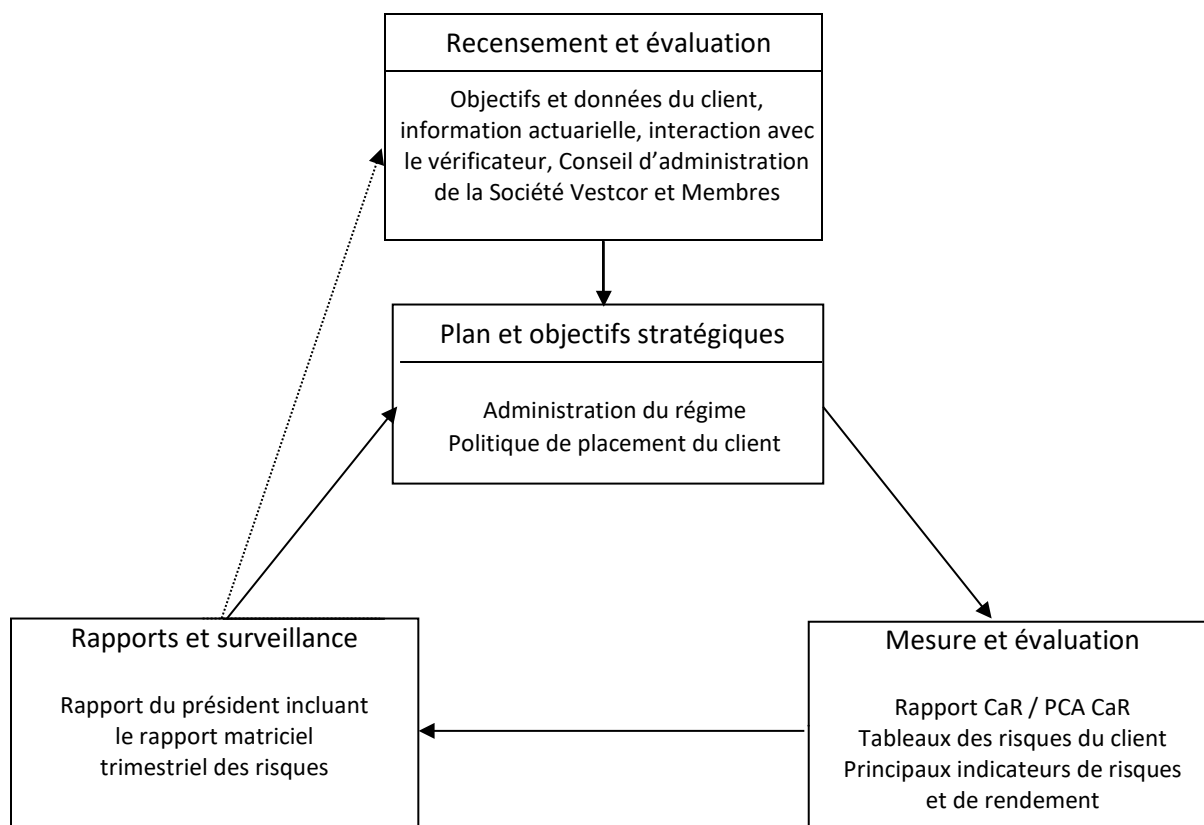 Recensement et évaluation
Objectifs et données du client,
information actuarielle, interaction avec
le vérificateur, Conseil d’administration
de la Société Vestcor et Membres
Plan et objectifs stratégiques
Administration du régime
Politique de placement du client
Rapports et surveillance
Rapport du président incluant
le rapport matriciel
trimestriel des risques
Mesure et évaluation
Rapport CaR / PCA CaR
Tableaux des risques du client
Principaux indicateurs de risques
et de rendement